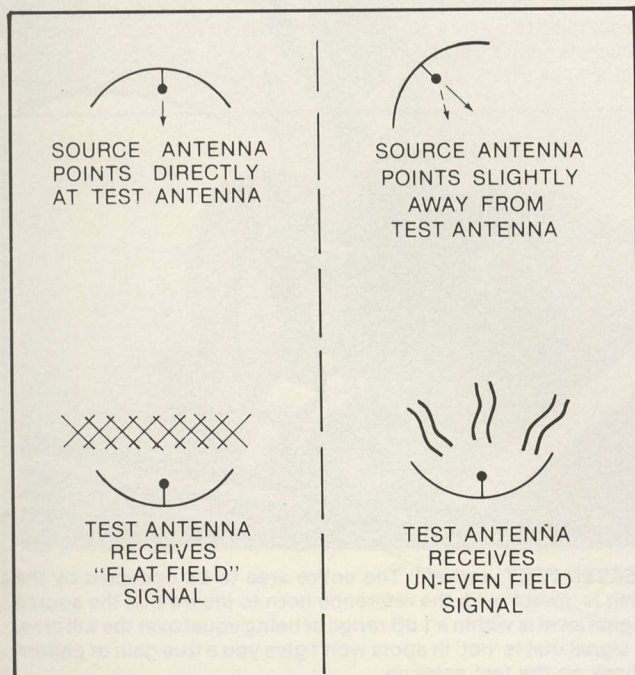 SOURCE ANTENNA
POINTS DIRECTLY
AT TEST ANTENNA
SOURCE ANTENNA
POINTS SLIGHTLY
AWAY FROM
TEST ANTENNA
TEST ANTENNA
RECEIVES
"FLAT FIELD"
SIGNAL
TEST ANTENNA
RECEIVES
UN-EVEN FIELD
SIGNAL